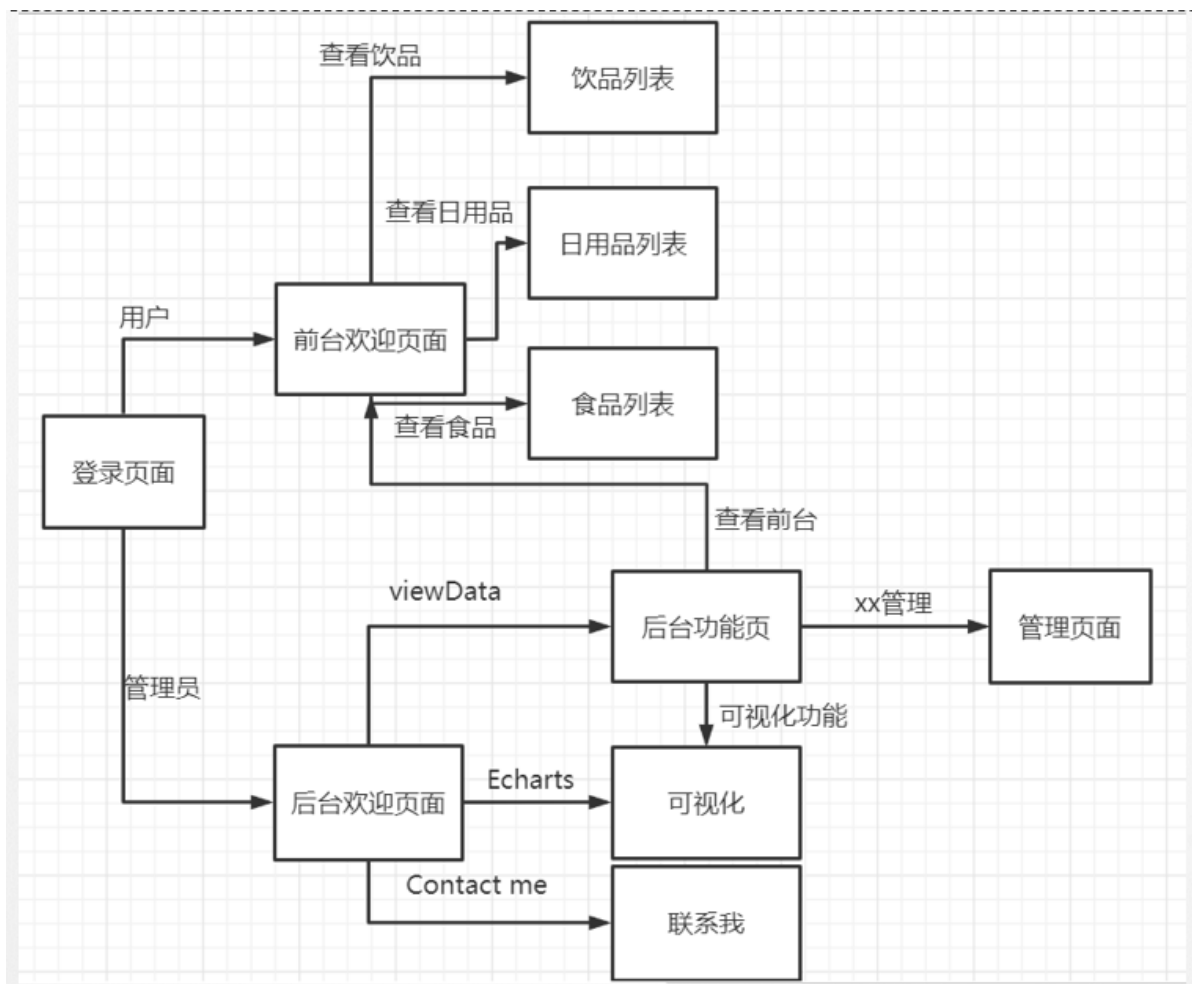 查看饮品
饮品列表
查看日用品
日用品列表
用户
前台欢迎页面
食品列表
查看食品
登录页面
查看前台
viewData
xx管理
后台功能页
管理页面
管理员
可视化功能
Echarts
后台欢迎页面
可视化
Contact me
联系我